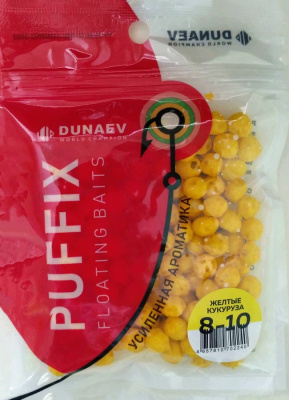 DUNAEV
WORLD CHAMPION
DUNAEV
WORLD CHAMPION
PUFFIX
FLOATING BAITS
УСИЛЕННАЯ АРОМАТИКА
ЖЕЛТЫЕ
КУКУРУЗА
8-10